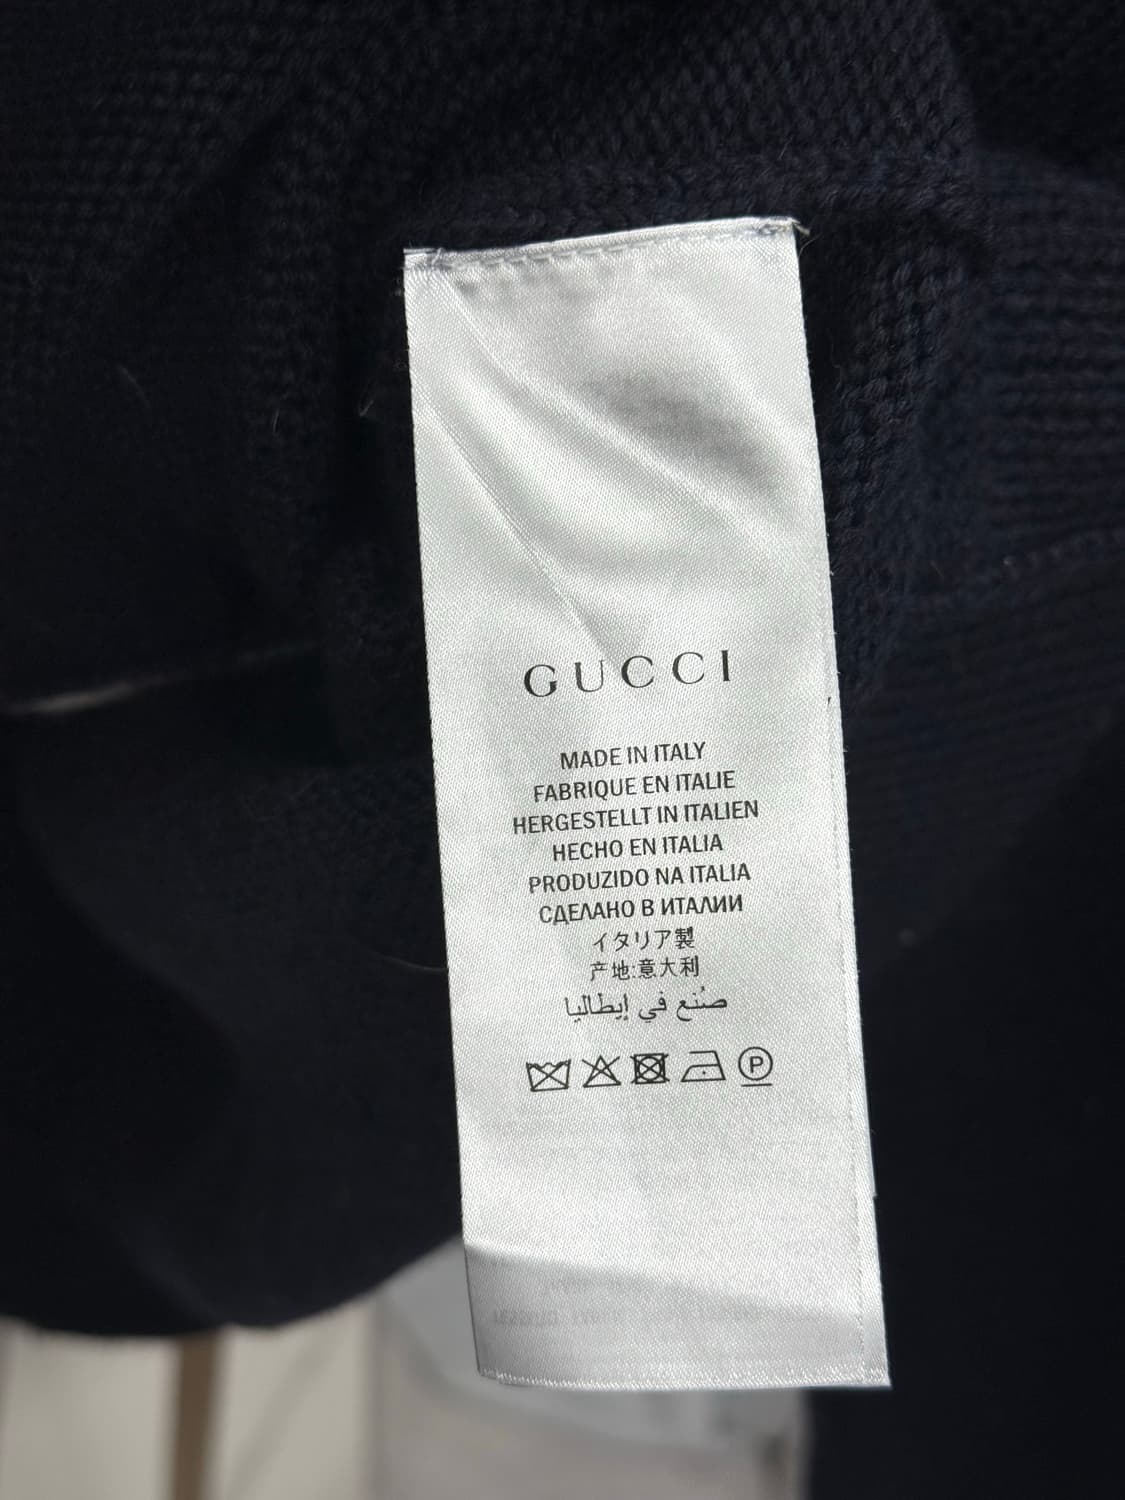 GUCCI
MADE IN ITALY
FABRIQUE EN ITALIE
HERGESTELLT IN ITALIEN
HECHO EN ITALIA
PRODUZIDO NA ITALIA
СДЕЛАНО В ИТАЛИИ
イタリア製
产地:意大利
صُنع في إيطاليا
P